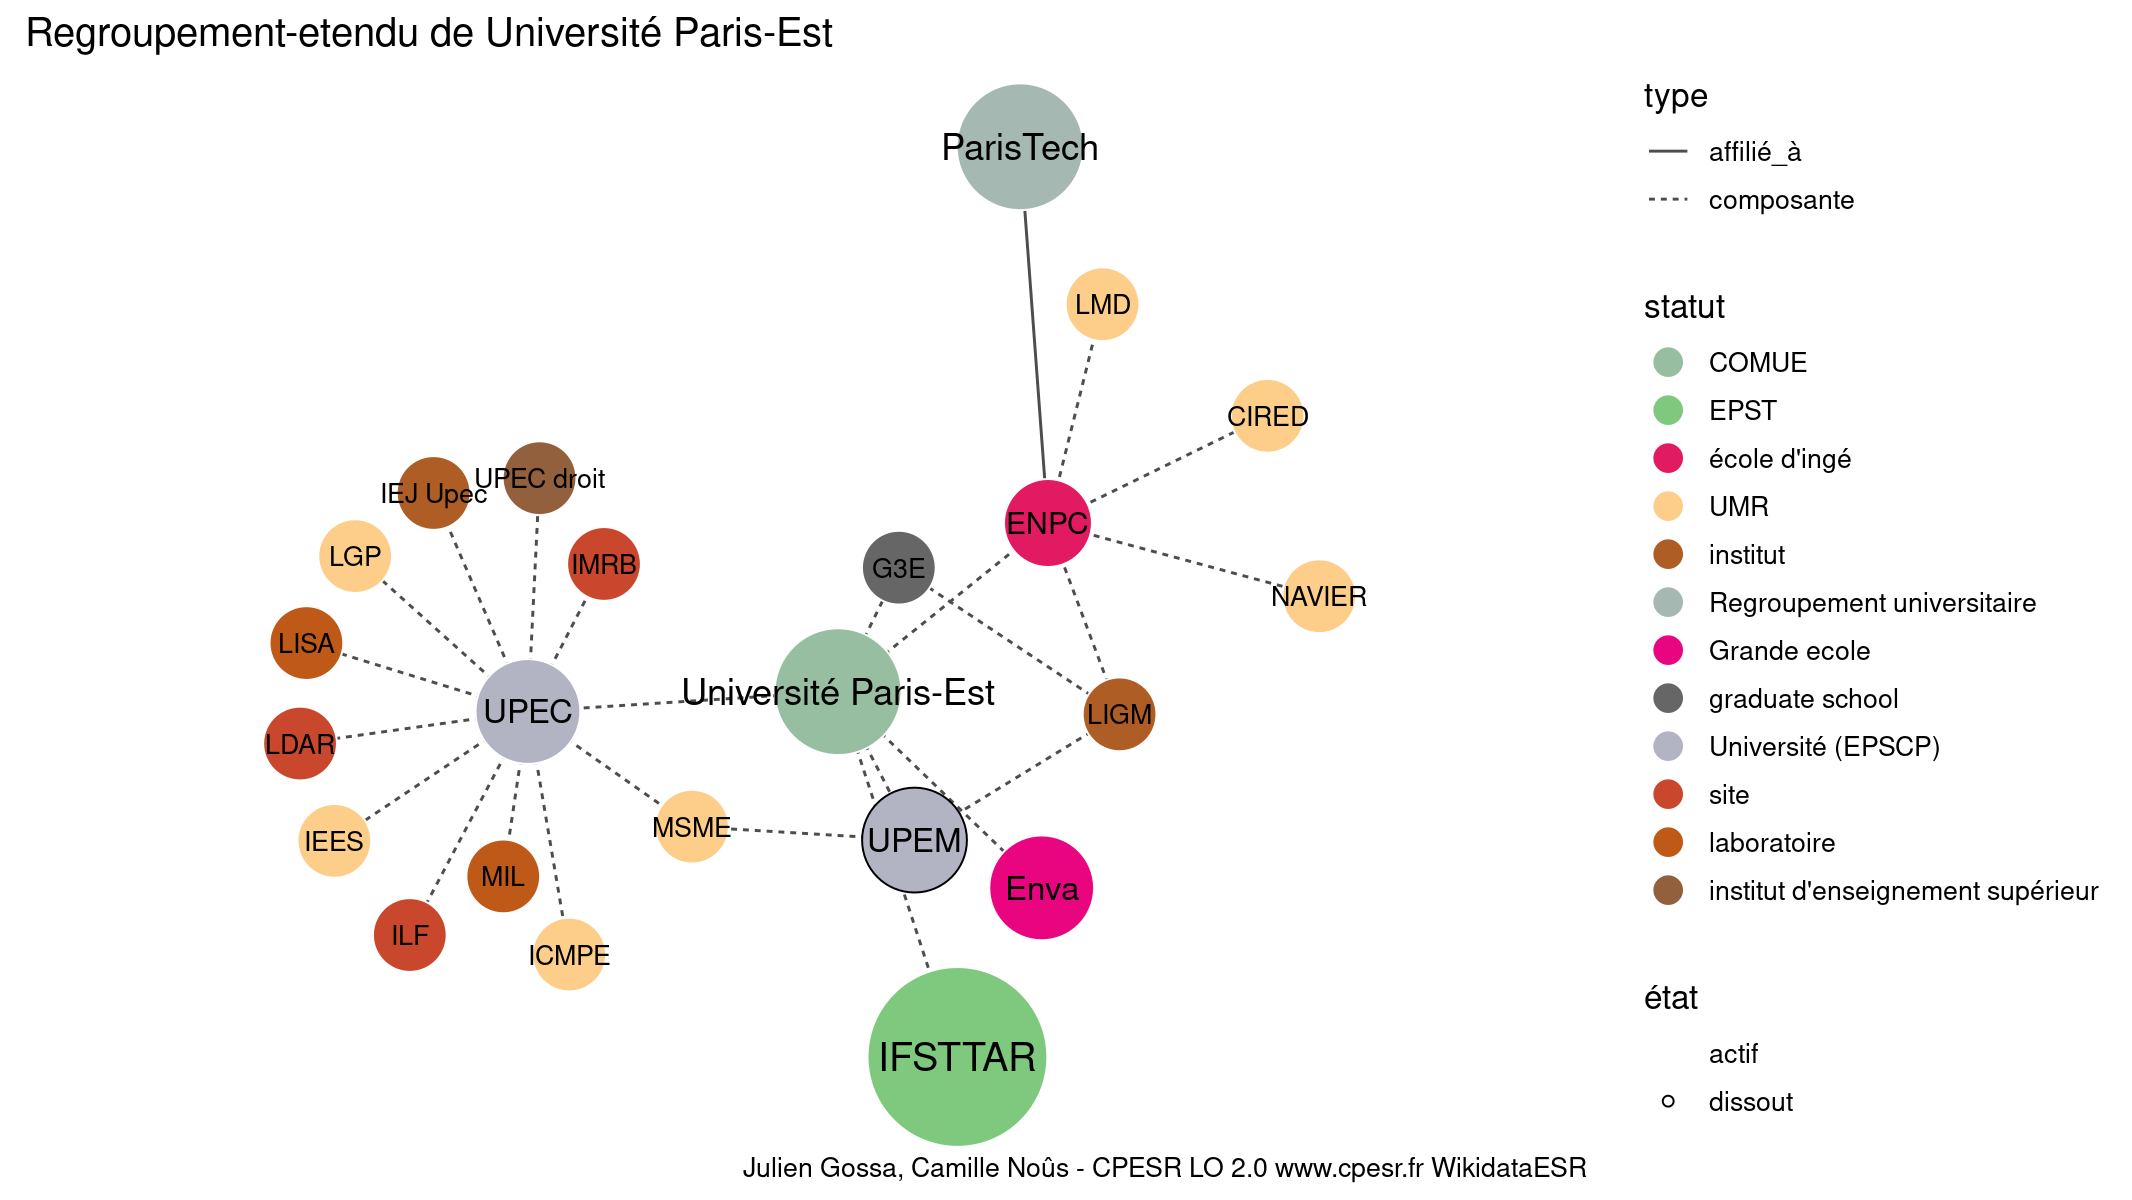 Regroupement-etendu de Université Paris-Est
ParisTech
LMD
CIRED
UPEC droit
IEJ Upec
ENPC
LGP
IMRB
G3E
NAVIER
LISA
Université Paris-Est
UPEC
LIGM
LDAR
MSME
UPEM
IEES
MIL
Enva
ILF
ICMPE
IFSTTAR
type
affilié_à
composante
statut
COMUE
EPST
école d'ingé
UMR
institut
Regroupement universitaire
Grande ecole
graduate school
Université (EPSCP)
site
laboratoire
institut d'enseignement supérieur
état
actif
dissout
Julien Gossa, Camille Noûs - CPESR LO 2.0 www.cpesr.fr WikidataESR